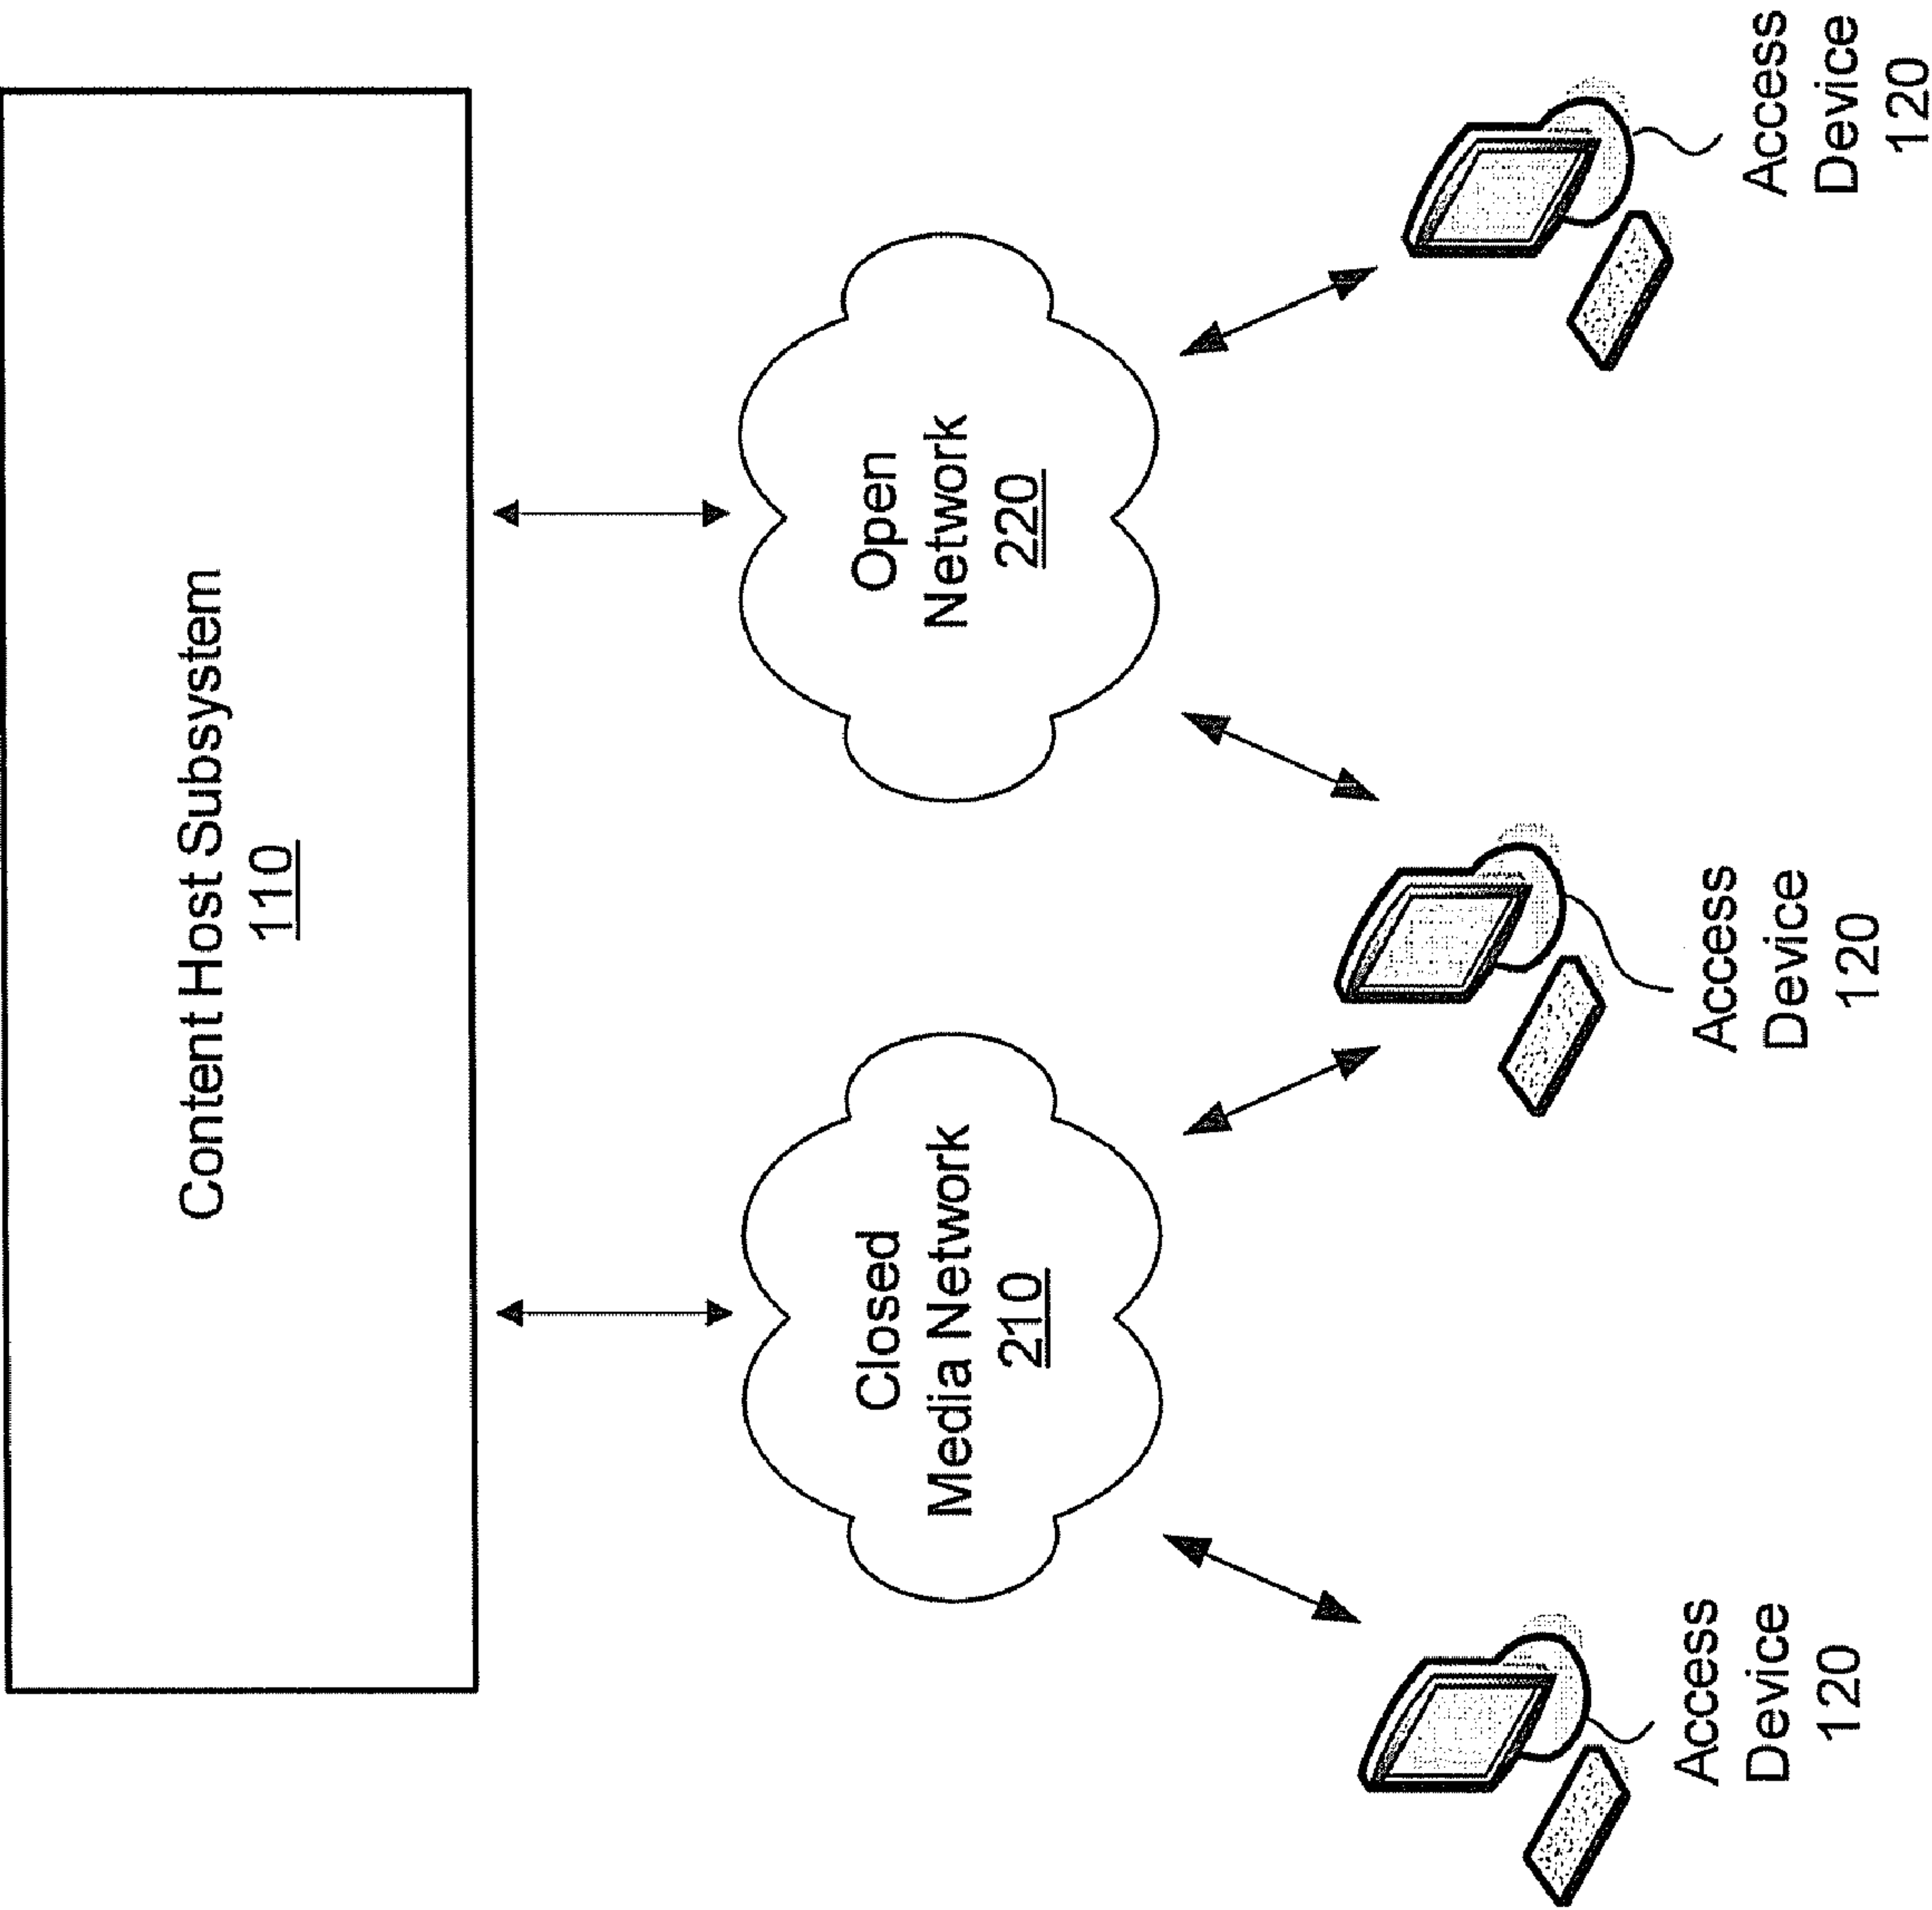 Content Host Subsystem
110
Closed
Media Network
210
Open
Network
220
Access
Device
120
Access
Device
120
Access
Device
120